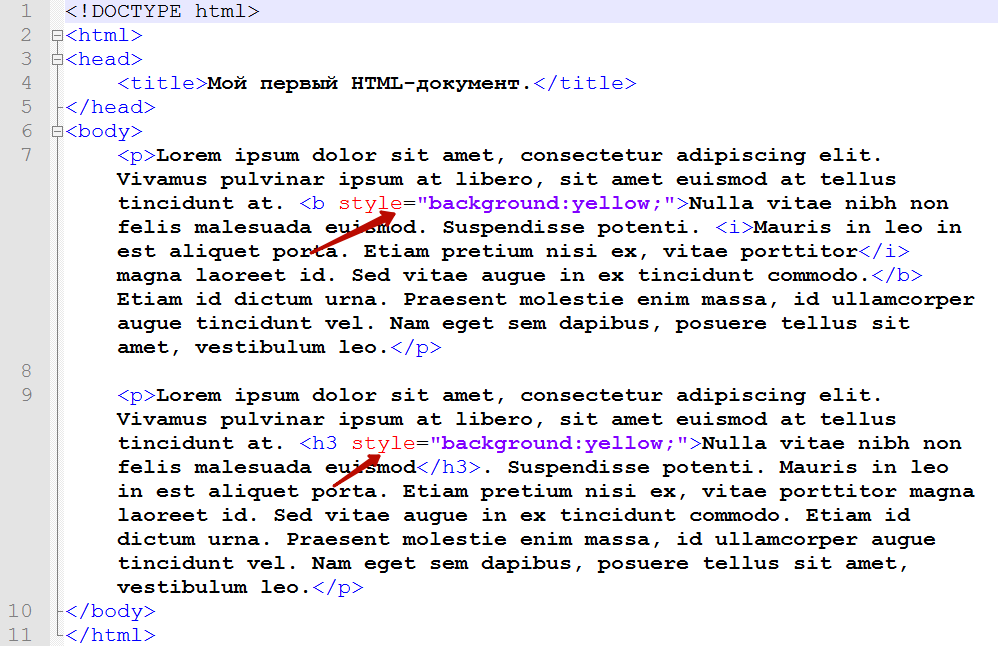 1 <!DOCTYPE html>
2 <html>
3 <head>
4 <title>Мой первый HTML-документ.</title>
5 </head>
6 <body>
7 <p>Lorem ipsum dolor sit amet, consectetur adipiscing elit.
Vivamus pulvinar ipsum at libero, sit amet euismod at tellus
tincidunt at. <b style="background:yellow;">Nulla vitae nibh non
felis malesuada euismod. Suspendisse potenti. <i>Mauris in leo in
est aliquet porta. Etiam pretium nisi ex, vitae porttitor</i>
magna laoreet id. Sed vitae augue in ex tincidunt commodo.</b>
Etiam id dictum urna. Praesent molestie enim massa, id ullamcorper
augue tincidunt vel. Nam eget sem dapibus, posuere tellus sit
amet, vestibulum leo.</p>
8
9 <p>Lorem ipsum dolor sit amet, consectetur adipiscing elit.
Vivamus pulvinar ipsum at libero, sit amet euismod at tellus
tincidunt at. <h3 style="background:yellow;">Nulla vitae nibh non
felis malesuada euismod</h3>. Suspendisse potenti. Mauris in leo
in est aliquet porta. Etiam pretium nisi ex, vitae porttitor magna
laoreet id. Sed vitae augue in ex tincidunt commodo. Etiam id
dictum urna. Praesent molestie enim massa, id ullamcorper augue
tincidunt vel. Nam eget sem dapibus, posuere tellus sit amet,
vestibulum leo.</p>
10 </body>
11 </html>